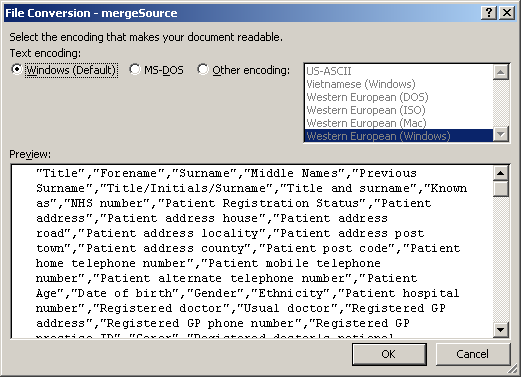 File Conversion - mergeSource
Select the encoding that makes your document readable.
Text encoding:
Windows (Default)
MS-DOS
Other encoding:
US-ASCII
Vietnamese (Windows)
Western European (DOS)
Western European (ISO)
Western European (Mac)
Western European (Windows)
Preview:
"Title","Forename","Surname","Middle Names","Previous
Surname","Title/Initials/Surname","Title and surname","Known
as","NHS number","Patient Registration Status","Patient
address","Patient address house","Patient address
road","Patient address locality","Patient address post
town","Patient address county","Patient post code","Patient
home telephone number","Patient mobile telephone
number","Patient alternate telephone number","Patient
Age","Date of birth","Gender","Ethnicity","Patient hospital
number","Registered doctor","Usual doctor","Registered GP
address","Registered GP phone number","Registered GP
OK
Cancel